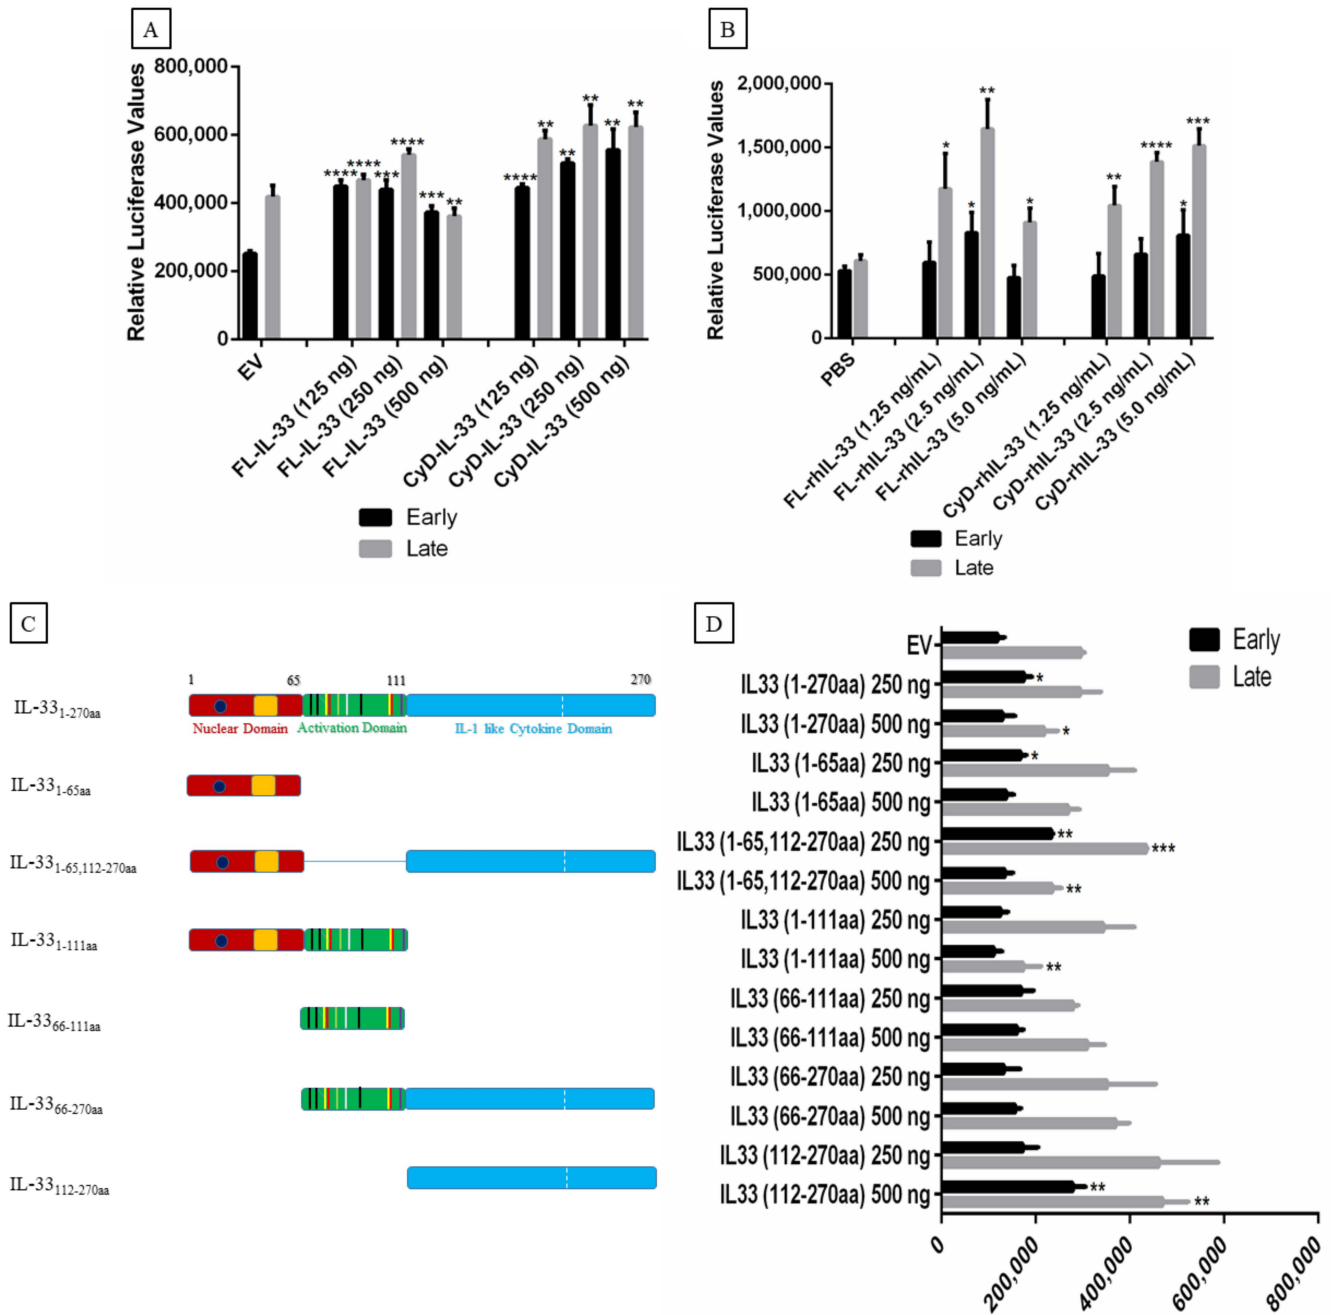 A
Relative Luciferase Values
800,000
600,000
400,000
200,000
0
**** **** *** **** *** ** **** ** ** ** ** **
EV
FL-IL-33 (125 ng)
FL-IL-33 (250 ng)
FL-IL-33 (500 ng)
CyD-IL-33 (125 ng)
CyD-IL-33 (250 ng)
CyD-IL-33 (500 ng)
Early
Late
B
Relative Luciferase Values
2,000,000
1,500,000
1,000,000
500,000
0
* * ** * ** **** * ***
PBS
FL-rhIL-33 (1.25 ng/mL)
FL-rhIL-33 (2.5 ng/mL)
FL-rhIL-33 (5.0 ng/mL)
CyD-rhIL-33 (1.25 ng/mL)
CyD-rhIL-33 (2.5 ng/mL)
CyD-rhIL-33 (5.0 ng/mL)
Early
Late
C
1 65 111 270
IL-331-270aa
Nuclear Domain Activation Domain IL-1 like Cytokine Domain
IL-331-65aa
IL-331-65,112-270aa
IL-331-111aa
IL-3366-111aa
IL-3366-270aa
IL-33112-270aa
D
Early
Late
EV
IL33 (1-270aa) 250 ng *
IL33 (1-270aa) 500 ng *
IL33 (1-65aa) 250 ng *
IL33 (1-65aa) 500 ng
IL33 (1-65,112-270aa) 250 ng ** ***
IL33 (1-65,112-270aa) 500 ng **
IL33 (1-111aa) 250 ng
IL33 (1-111aa) 500 ng **
IL33 (66-111aa) 250 ng
IL33 (66-111aa) 500 ng
IL33 (66-270aa) 250 ng
IL33 (66-270aa) 500 ng
IL33 (112-270aa) 250 ng
IL33 (112-270aa) 500 ng ** **
0 200,000 400,000 600,000 800,000